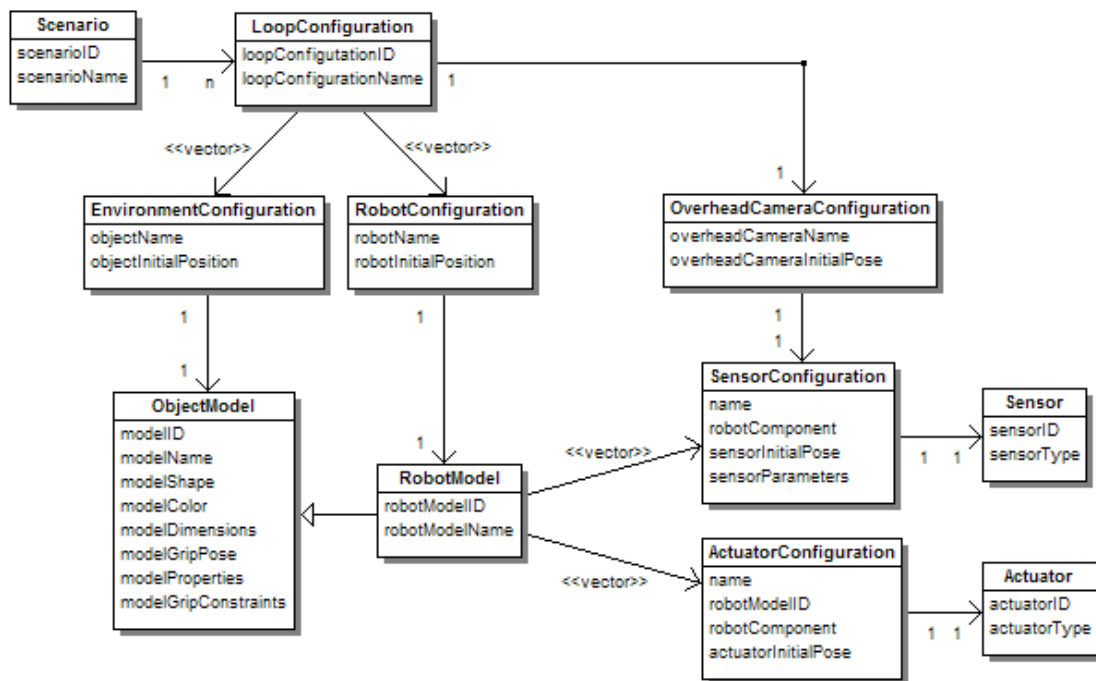 Scenario
scenarioID
scenarioName
1
n
LoopConfiguration
loopConfigutationID
loopConfigurationName
1
<<vector>>
<<vector>>
1
EnvironmentConfiguration
objectName
objectInitialPosition
RobotConfiguration
robotName
robotInitialPosition
OverheadCameraConfiguration
overheadCameraName
overheadCameraInitialPose
1
1
1
1
1
1
ObjectModel
modelID
modelName
modelShape
modelColor
modelDimensions
modelGripPose
modelProperties
modelGripConstraints
RobotModel
robotModelID
robotModelName
<<vector>>
<<vector>>
SensorConfiguration
name
robotComponent
sensorInitialPose
sensorParameters
1 1
Sensor
sensorID
sensorType
ActuatorConfiguration
name
robotModelID
robotComponent
actuatorInitialPose
1 1
Actuator
actuatorID
actuatorType